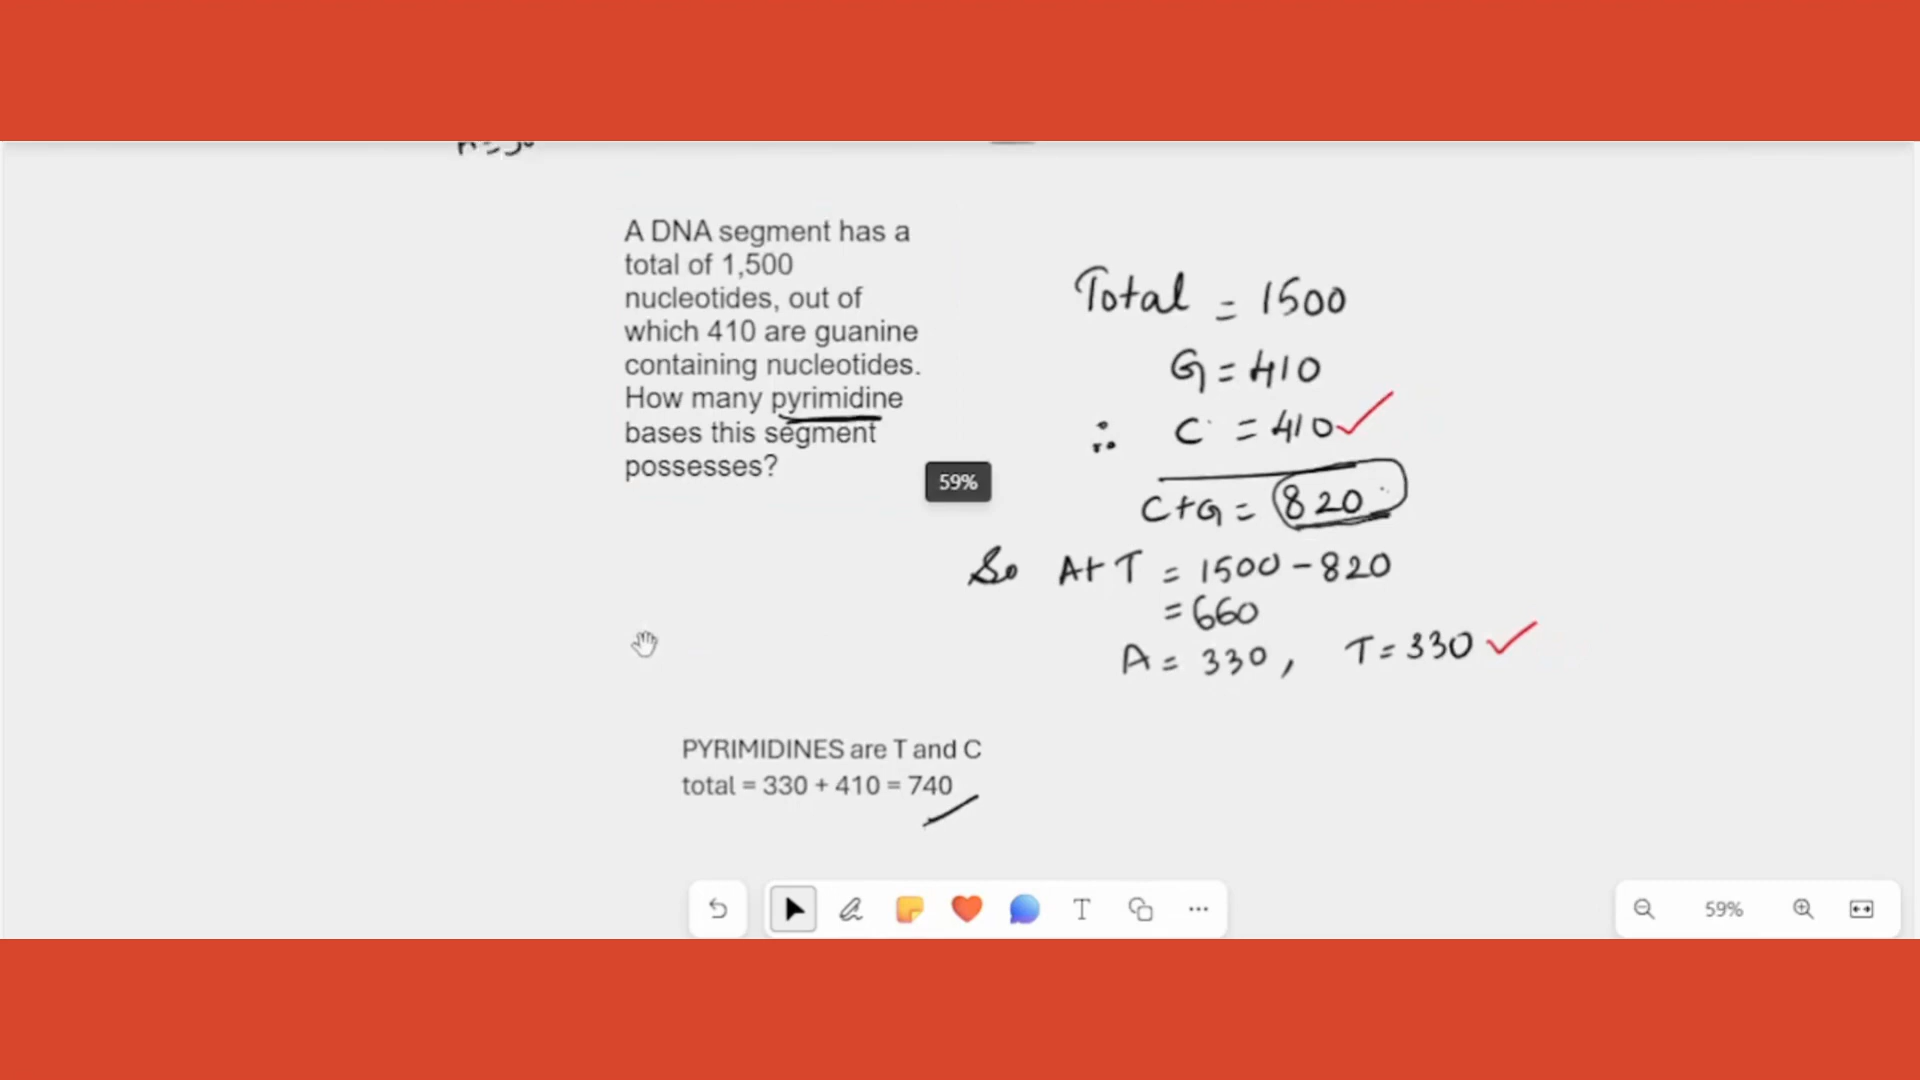 A DNA segment has a
total of 1,500
nucleotides, out of
which 410 are guanine
containing nucleotides.
How many pyrimidine
bases this segment
possesses?
59%
Total = 1500
G = 410
∴ C = 410
C+G = 820
So A+T = 1500 - 820
= 660
A = 330, T = 330
PYRIMIDINES are T and C
total = 330 + 410 = 740
T
59%